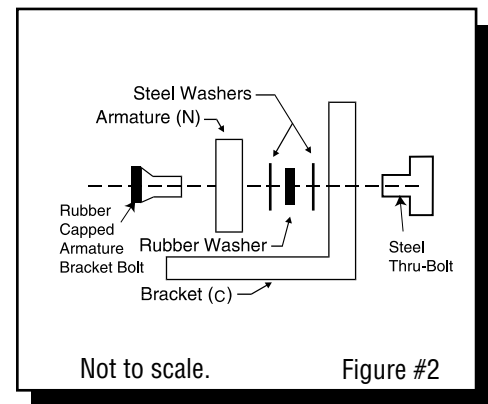 Steel Washers
Armature (N)
Rubber
Capped
Armature
Bracket Bolt
Rubber Washer
Steel
Thru-Bolt
Bracket (C)
Not to scale.
Figure #2